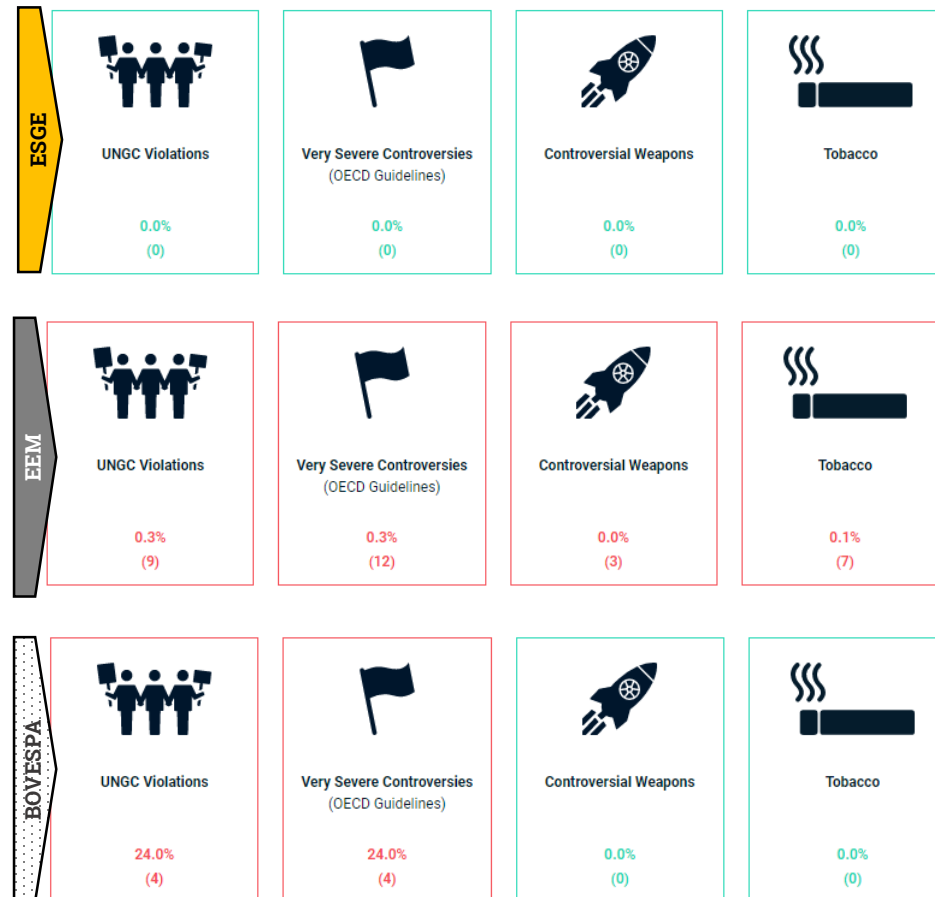 ESGE
UNGC Violations
Very Severe Controversies
(OECD Guidelines)
Controversial Weapons
Tobacco
0.0%
(0)
0.0%
(0)
0.0%
(0)
0.0%
(0)
EEM
UNGC Violations
Very Severe Controversies
(OECD Guidelines)
Controversial Weapons
Tobacco
0.3%
(9)
0.3%
(12)
0.0%
(3)
0.1%
(7)
BOVESPA
UNGC Violations
Very Severe Controversies
(OECD Guidelines)
Controversial Weapons
Tobacco
24.0%
(4)
24.0%
(4)
0.0%
(0)
0.0%
(0)